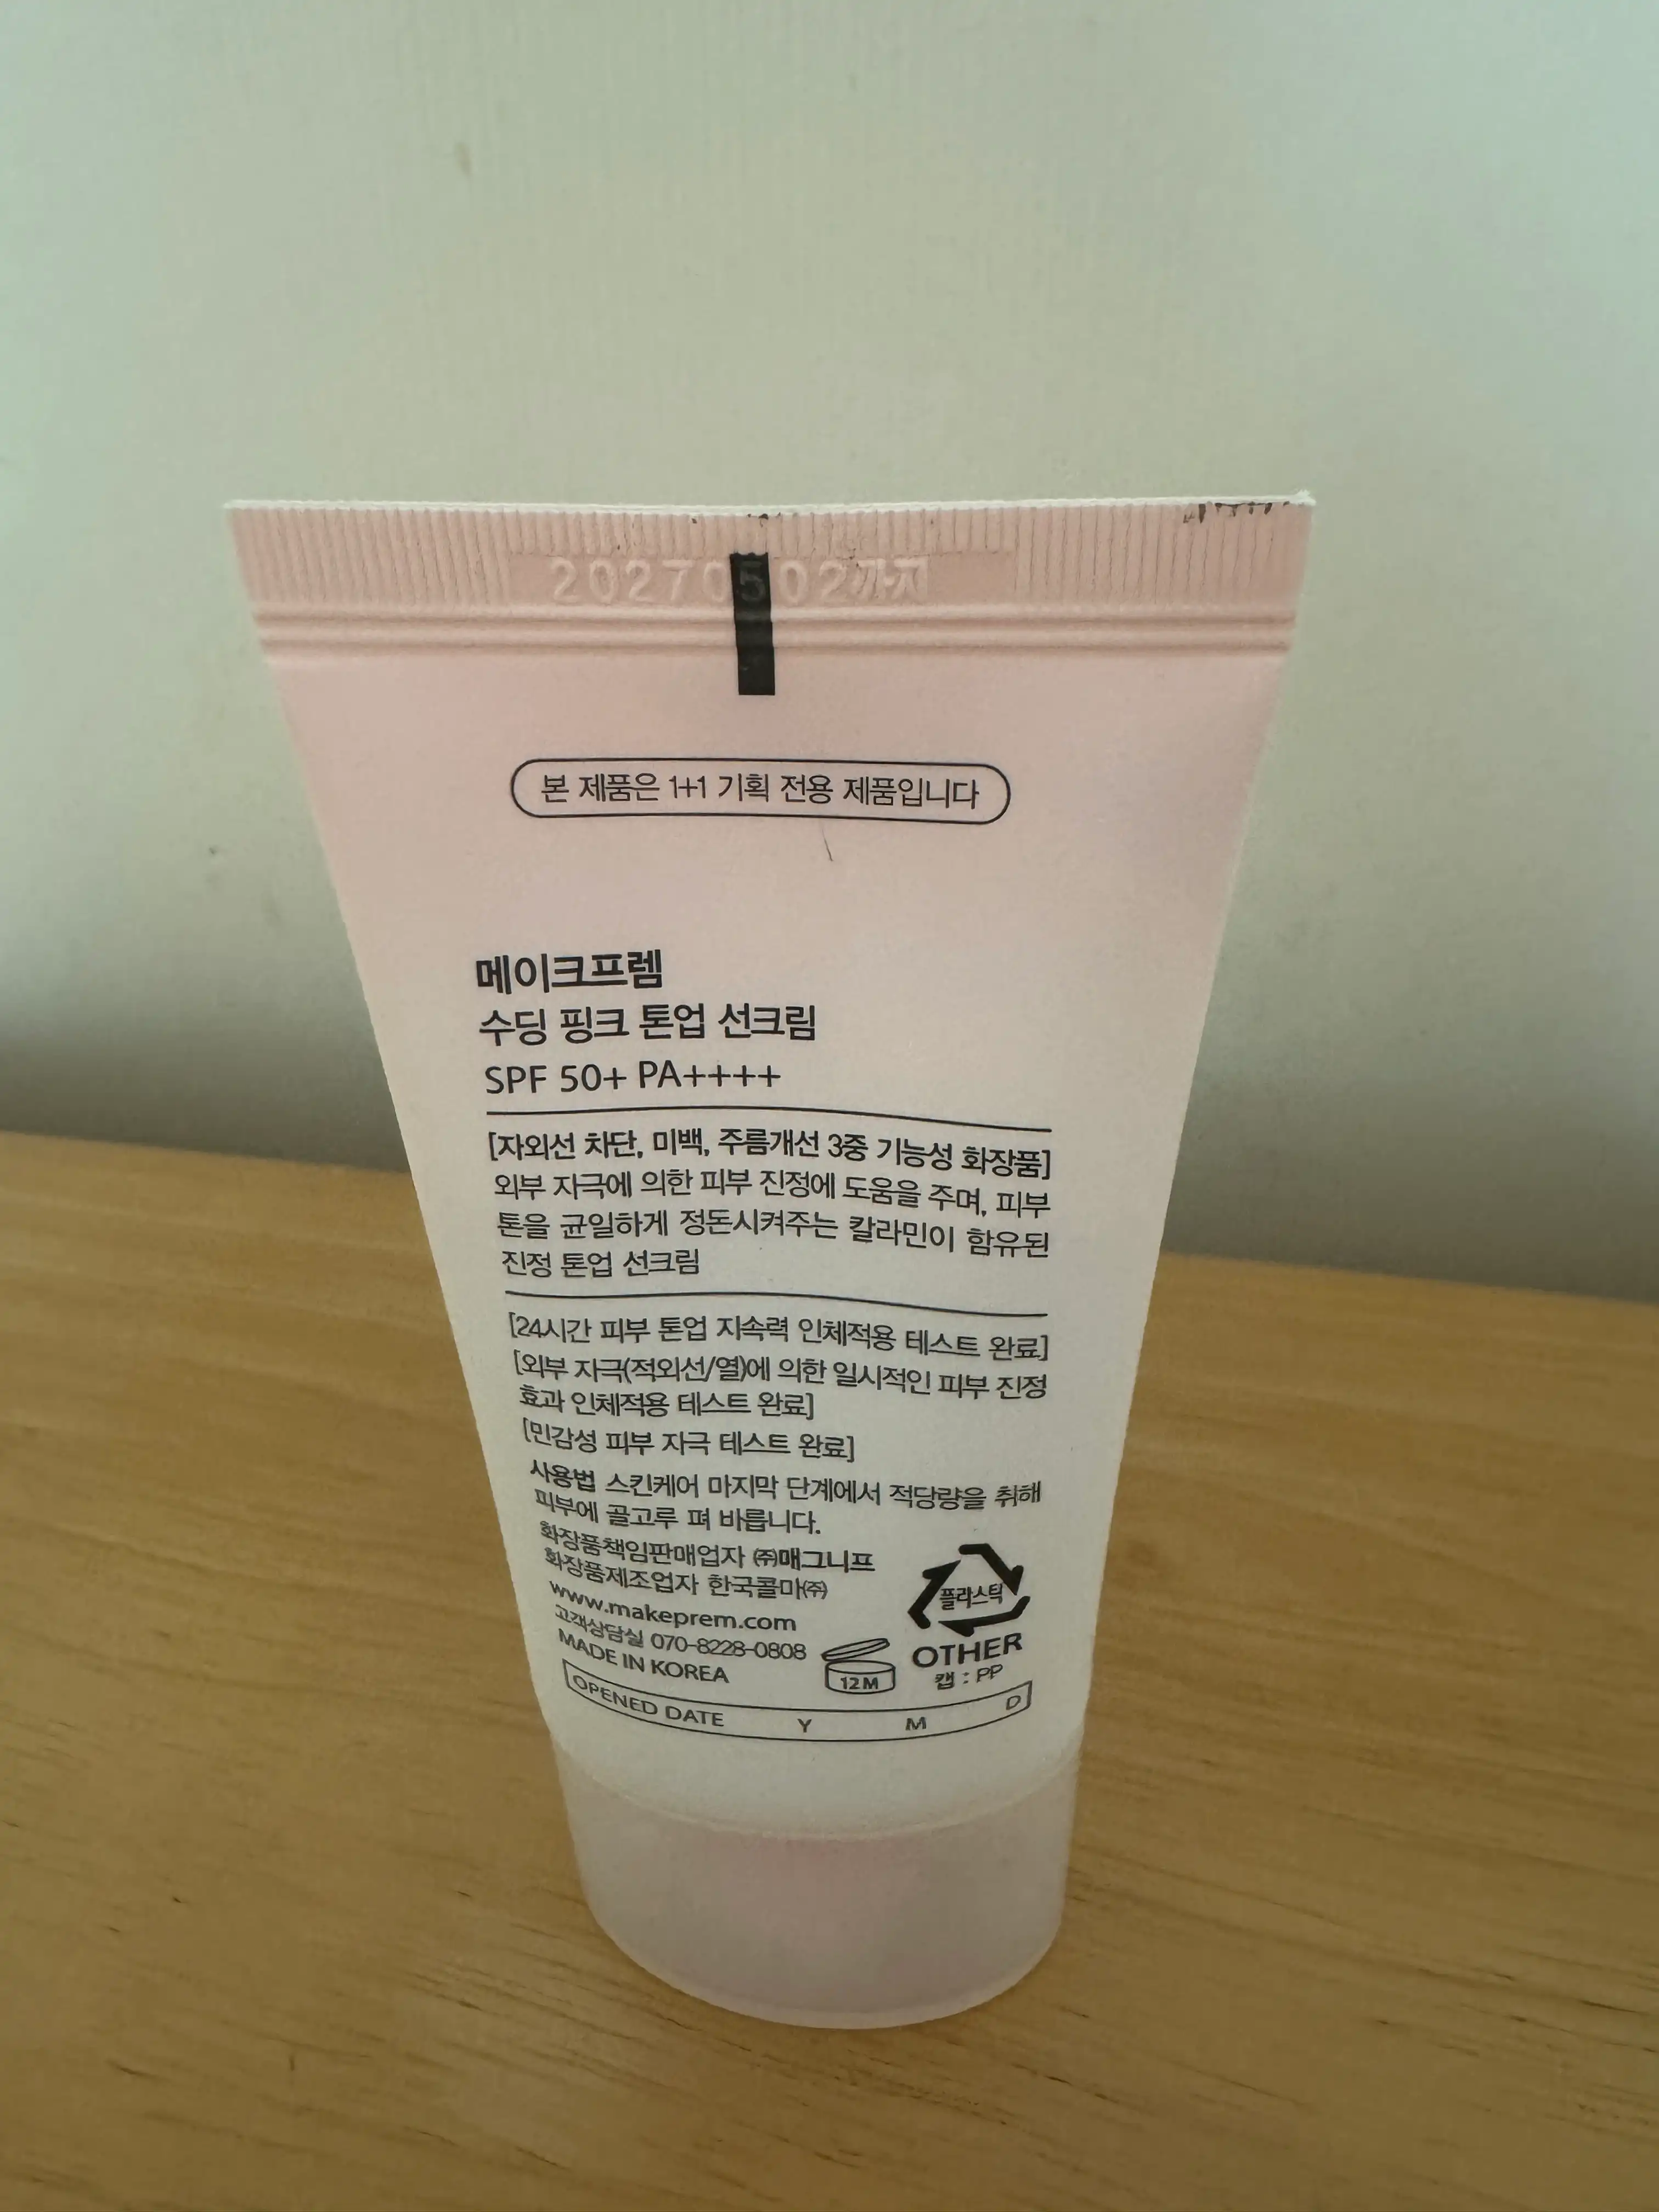 20270502까지
본 제품은 1+1 기획 전용 제품입니다
메이크프렘
수딩 핑크 톤업 선크림
SPF 50+ PA++++
[자외선 차단, 미백, 주름개선 3중 기능성 화장품]
외부 자극에 의한 피부 진정에 도움을 주며, 피부
톤을 균일하게 정돈시켜주는 칼라민이 함유된
진정 톤업 선크림
[24시간 피부 톤업 지속력 인체적용 테스트 완료]
[외부 자극(적외선/열)에 의한 일시적인 피부 진정
효과 인체적용 테스트 완료]
[민감성 피부 자극 테스트 완료]
사용법 스킨케어 마지막 단계에서 적당량을 취해
피부에 골고루 펴 바릅니다.
화장품책임판매업자 ㈜매그니프
화장품제조업자 한국콜마㈜
www.makeprem.com
고객상담실 070-8228-0808
MADE IN KOREA
12M
플라스틱
OTHER
캡 : PP
OPENED DATE Y M D